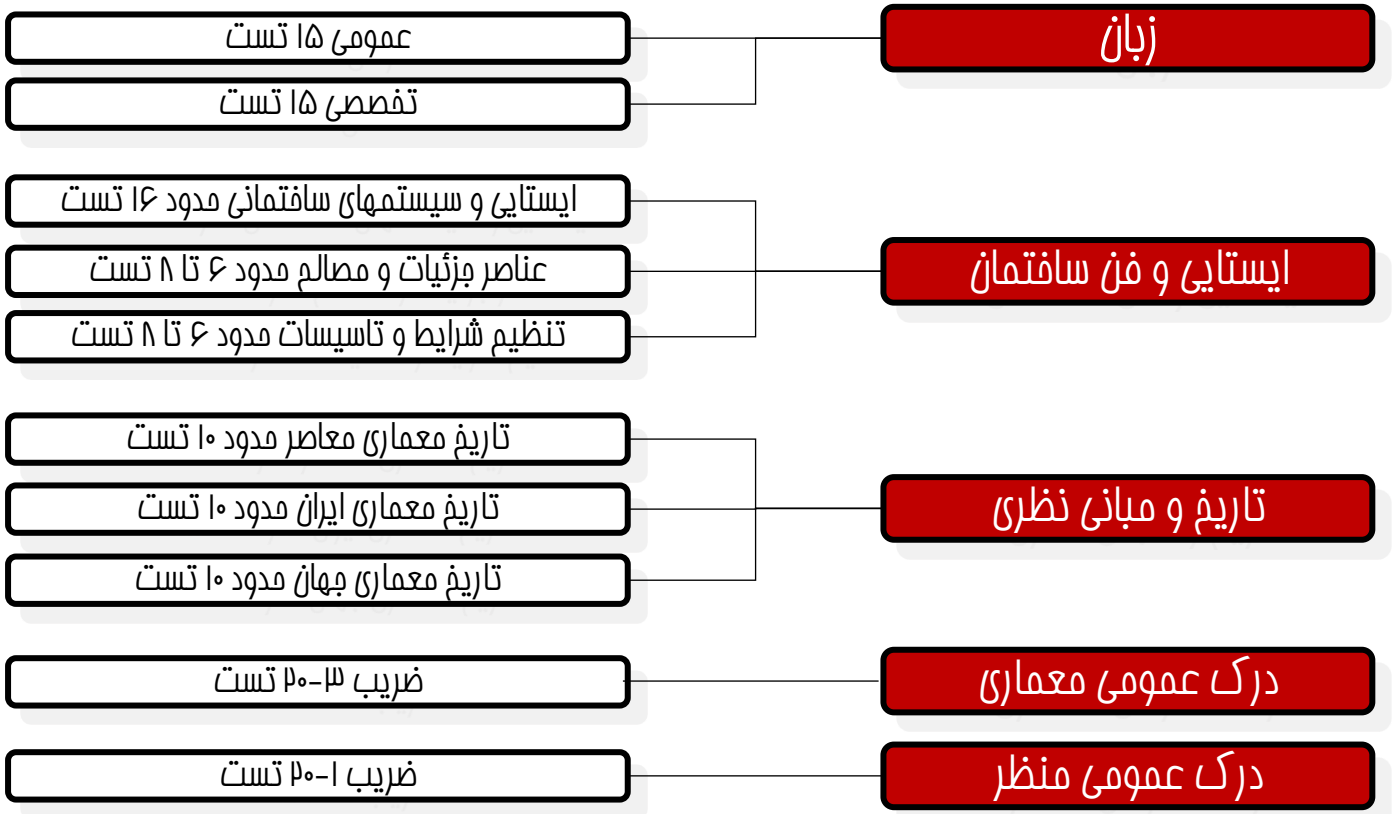 زبان
عمومی ۱۵ تست
تخصصی ۱۵ تست
ایستایی و فن ساختمان
ایستایی و سیستمهای ساختمانی حدود ۱۶ تست
عناصر جزئیات و مصالح حدود ۶ تا ۸ تست
تنظیم شرایط و تاسیسات حدود ۶ تا ۸ تست
تاریخ و مبانی نظری
تاریخ معماری معاصر حدود ۱۰ تست
تاریخ معماری ایران حدود ۱۰ تست
تاریخ معماری جهان حدود ۱۰ تست
درک عمومی معماری
ضریب ۳-۲۰ تست
درک عمومی منظر
ضریب ۱-۲۰ تست